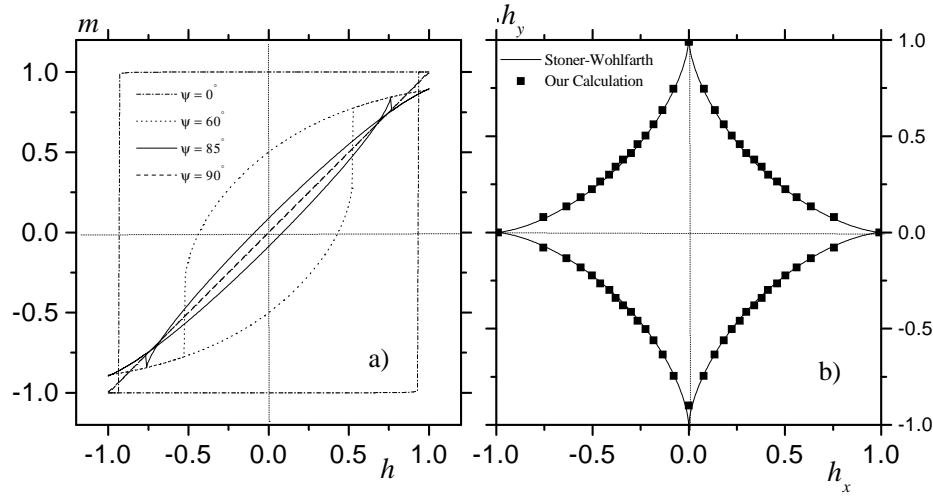 m
1.0
0.5
0.0
-0.5
-1.0
ψ = 0°
ψ = 60°
ψ = 85°
ψ = 90°
a)
-1.0 -0.5 0.0 0.5 1.0
h
h_y
Stoner-Wohlfarth
Our Calculation
1.0
0.5
0.0
-0.5
-1.0
b)
-1.0 -0.5 0.0 0.5 1.0
h_x